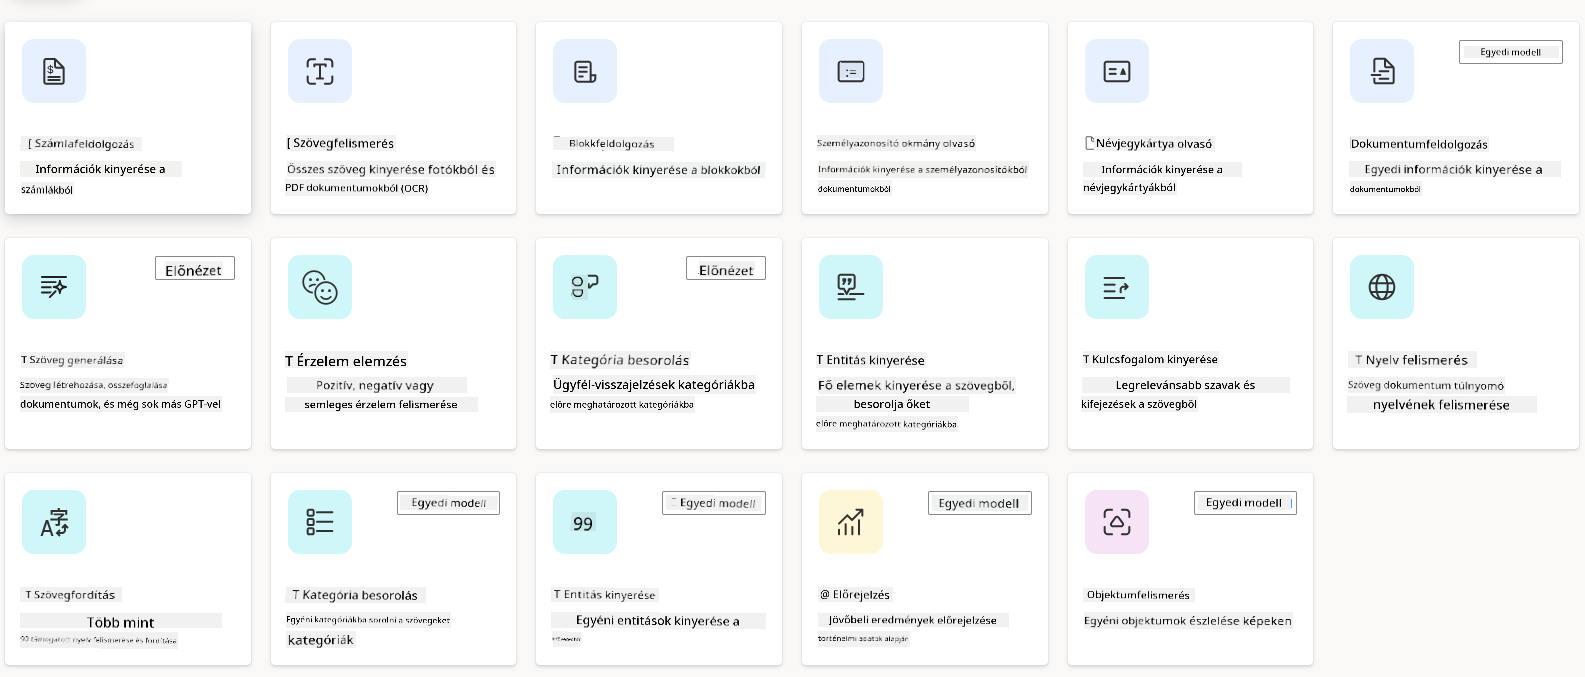 [ Számlafeldolgozás
Információk kinyerése a
számlákból
[ Szövegfelismerés
Összes szöveg kinyerése fotókból és
PDF dokumentumokból (OCR)
Blokkfeldolgozás
Információk kinyerése a blokkokból
Személyazonosító okmány olvasó
Információk kinyerése a személyazonosítókból
dokumentumokból
Névjegykártya olvasó
Információk kinyerése a
névjegykártyákból
Egyedi modell
Dokumentumfeldolgozás
Egyedi információk kinyerése a
dokumentumokból
Előnézet
T Szöveg generálása
Szöveg létrehozása, összefoglalása
dokumentumok, és még sok más GPT-vel
T Érzelem elemzés
Pozitív, negatív vagy
semleges érzelem felismerése
Előnézet
T Kategória besorolás
Ügyfél-visszajelzések kategóriákba
előre meghatározott kategóriákba
T Entitás kinyerése
Fő elemek kinyerése a szövegből,
besorolja őket
előre meghatározott kategóriákba
T Kulcsfogalom kinyerése
Legrelevánsabb szavak és
kifejezések a szövegből
T Nyelv felismerés
Szöveg dokumentum túlnyomó
nyelvének felismerése
T Szövegfordítás
Több mint
90 támogatott nyelv felismerése és fordítása
Egyedi modell
T Kategória besorolás
Egyéni kategóriákba sorolni a szövegeket
kategóriák
Egyedi modell
99
T Entitás kinyerése
Egyéni entitások kinyerése a
Egyedi modell
@ Előrejelzés
Jövőbeli eredmények előrejelzése
történelmi adatok alapján
Egyedi modell
Objektumfelismerés
Egyéni objektumok észlelése képeken